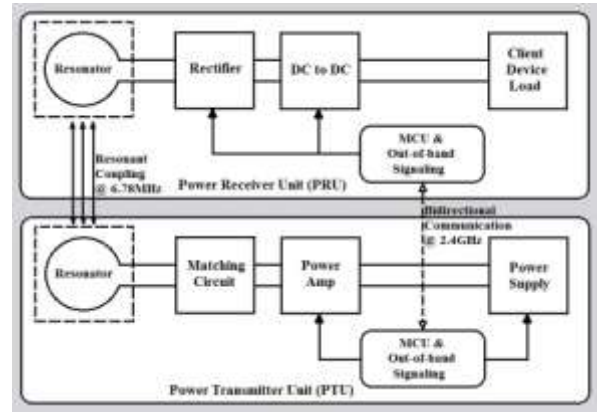 Resonator
Rectifier
DC to DC
Client
Device
Load
MCU &
Out-of-band
Signaling
Resonant
Coupling
@ 6.78MHz
Power Receiver Unit (PRU)
Bidirectional
Communication
@ 2.4GHz
Resonator
Matching
Circuit
Power
Amp
Power
Supply
MCU &
Out-of-band
Signaling
Power Transmitter Unit (PTU)